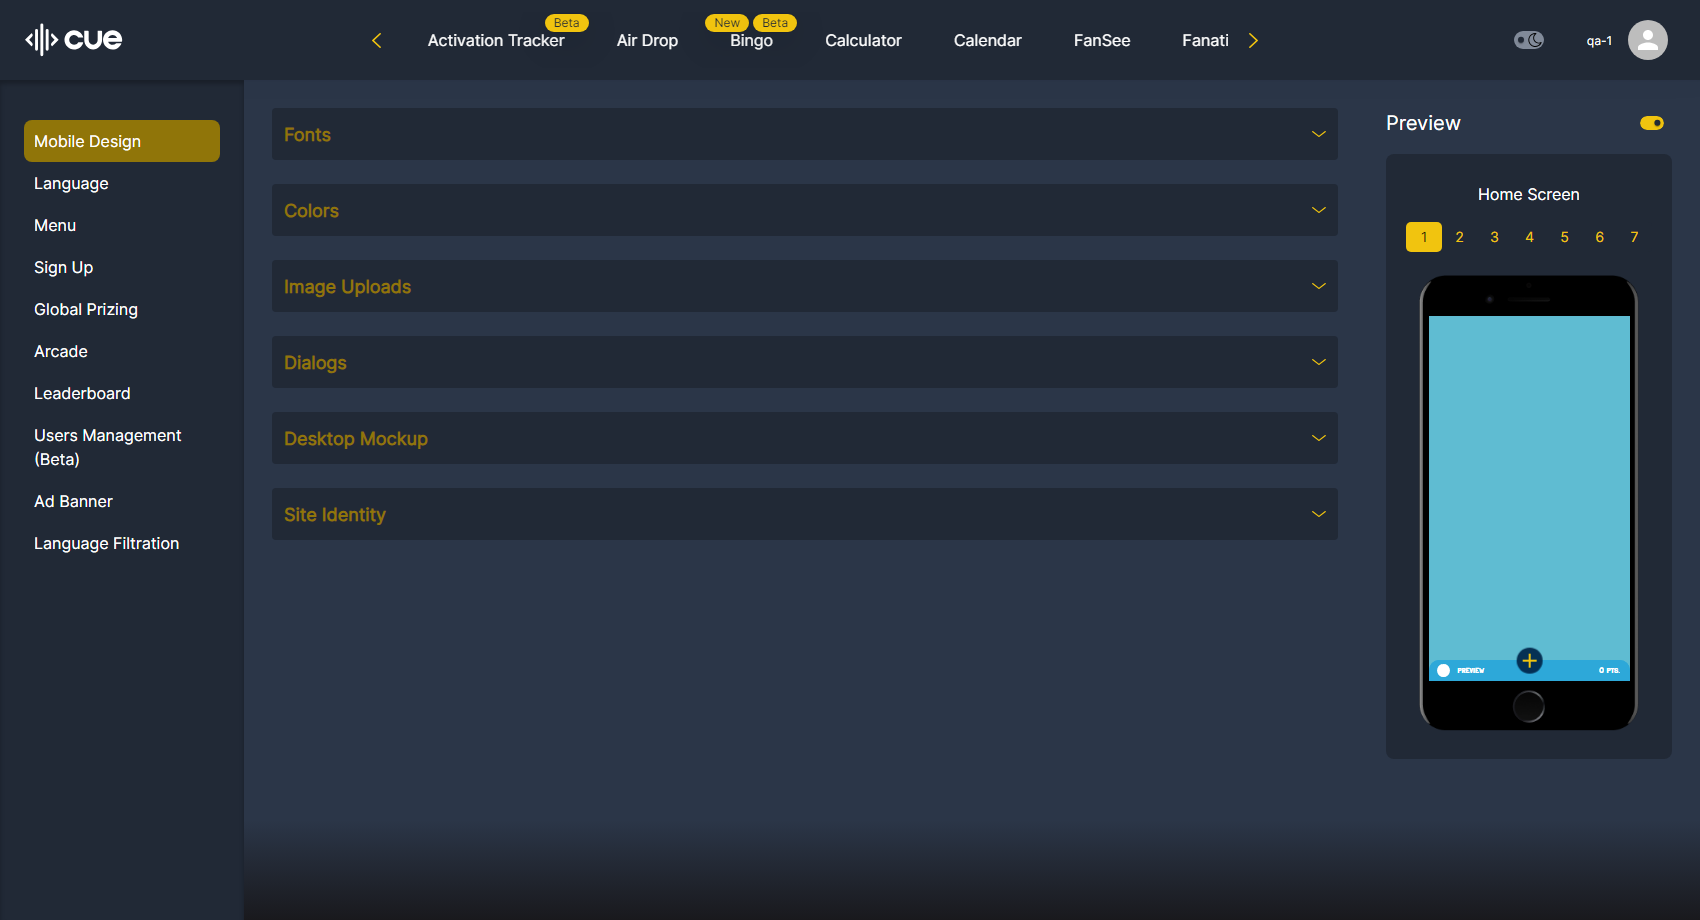 cue
Beta
New
Beta
Activation Tracker
Air Drop
Bingo
Calculator
Calendar
FanSee
Fanati
qa-1
Mobile Design
Language
Menu
Sign Up
Global Prizing
Arcade
Leaderboard
Users Management
(Beta)
Ad Banner
Language Filtration
Fonts
Colors
Image Uploads
Dialogs
Desktop Mockup
Site Identity
Preview
Home Screen
1 2 3 4 5 6 7
PREVIEW
0 PTS.